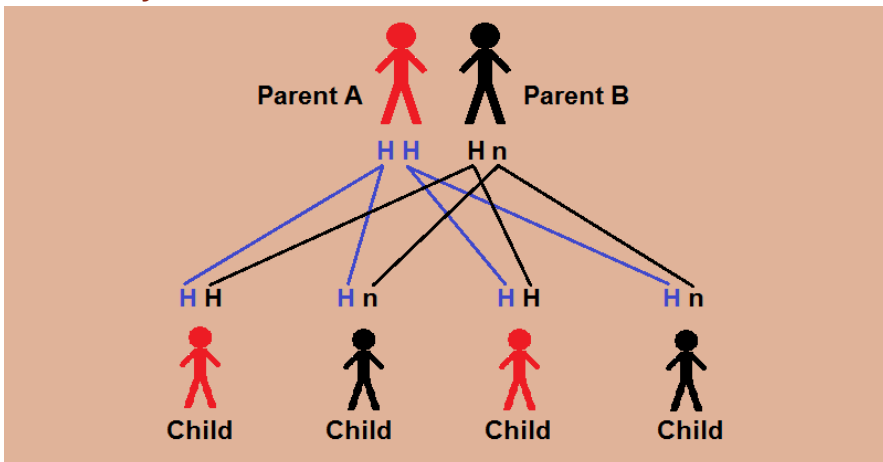 Parent A
Parent B
H H
H n
H H
H n
H H
H n
Child
Child
Child
Child